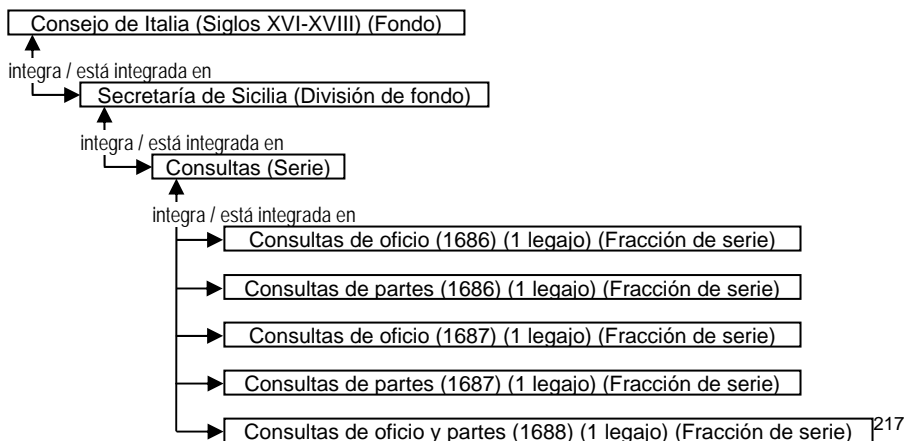 Consejo de Italia (Siglos XVI-XVIII) (Fondo)
integra / está integrada en
Secretaría de Sicilia (División de fondo)
integra / está integrada en
Consultas (Serie)
integra / está integrada en
Consultas de oficio (1686) (1 legajo) (Fracción de serie)
Consultas de partes (1686) (1 legajo) (Fracción de serie)
Consultas de oficio (1687) (1 legajo) (Fracción de serie)
Consultas de partes (1687) (1 legajo) (Fracción de serie)
Consultas de oficio y partes (1688) (1 legajo) (Fracción de serie) 217